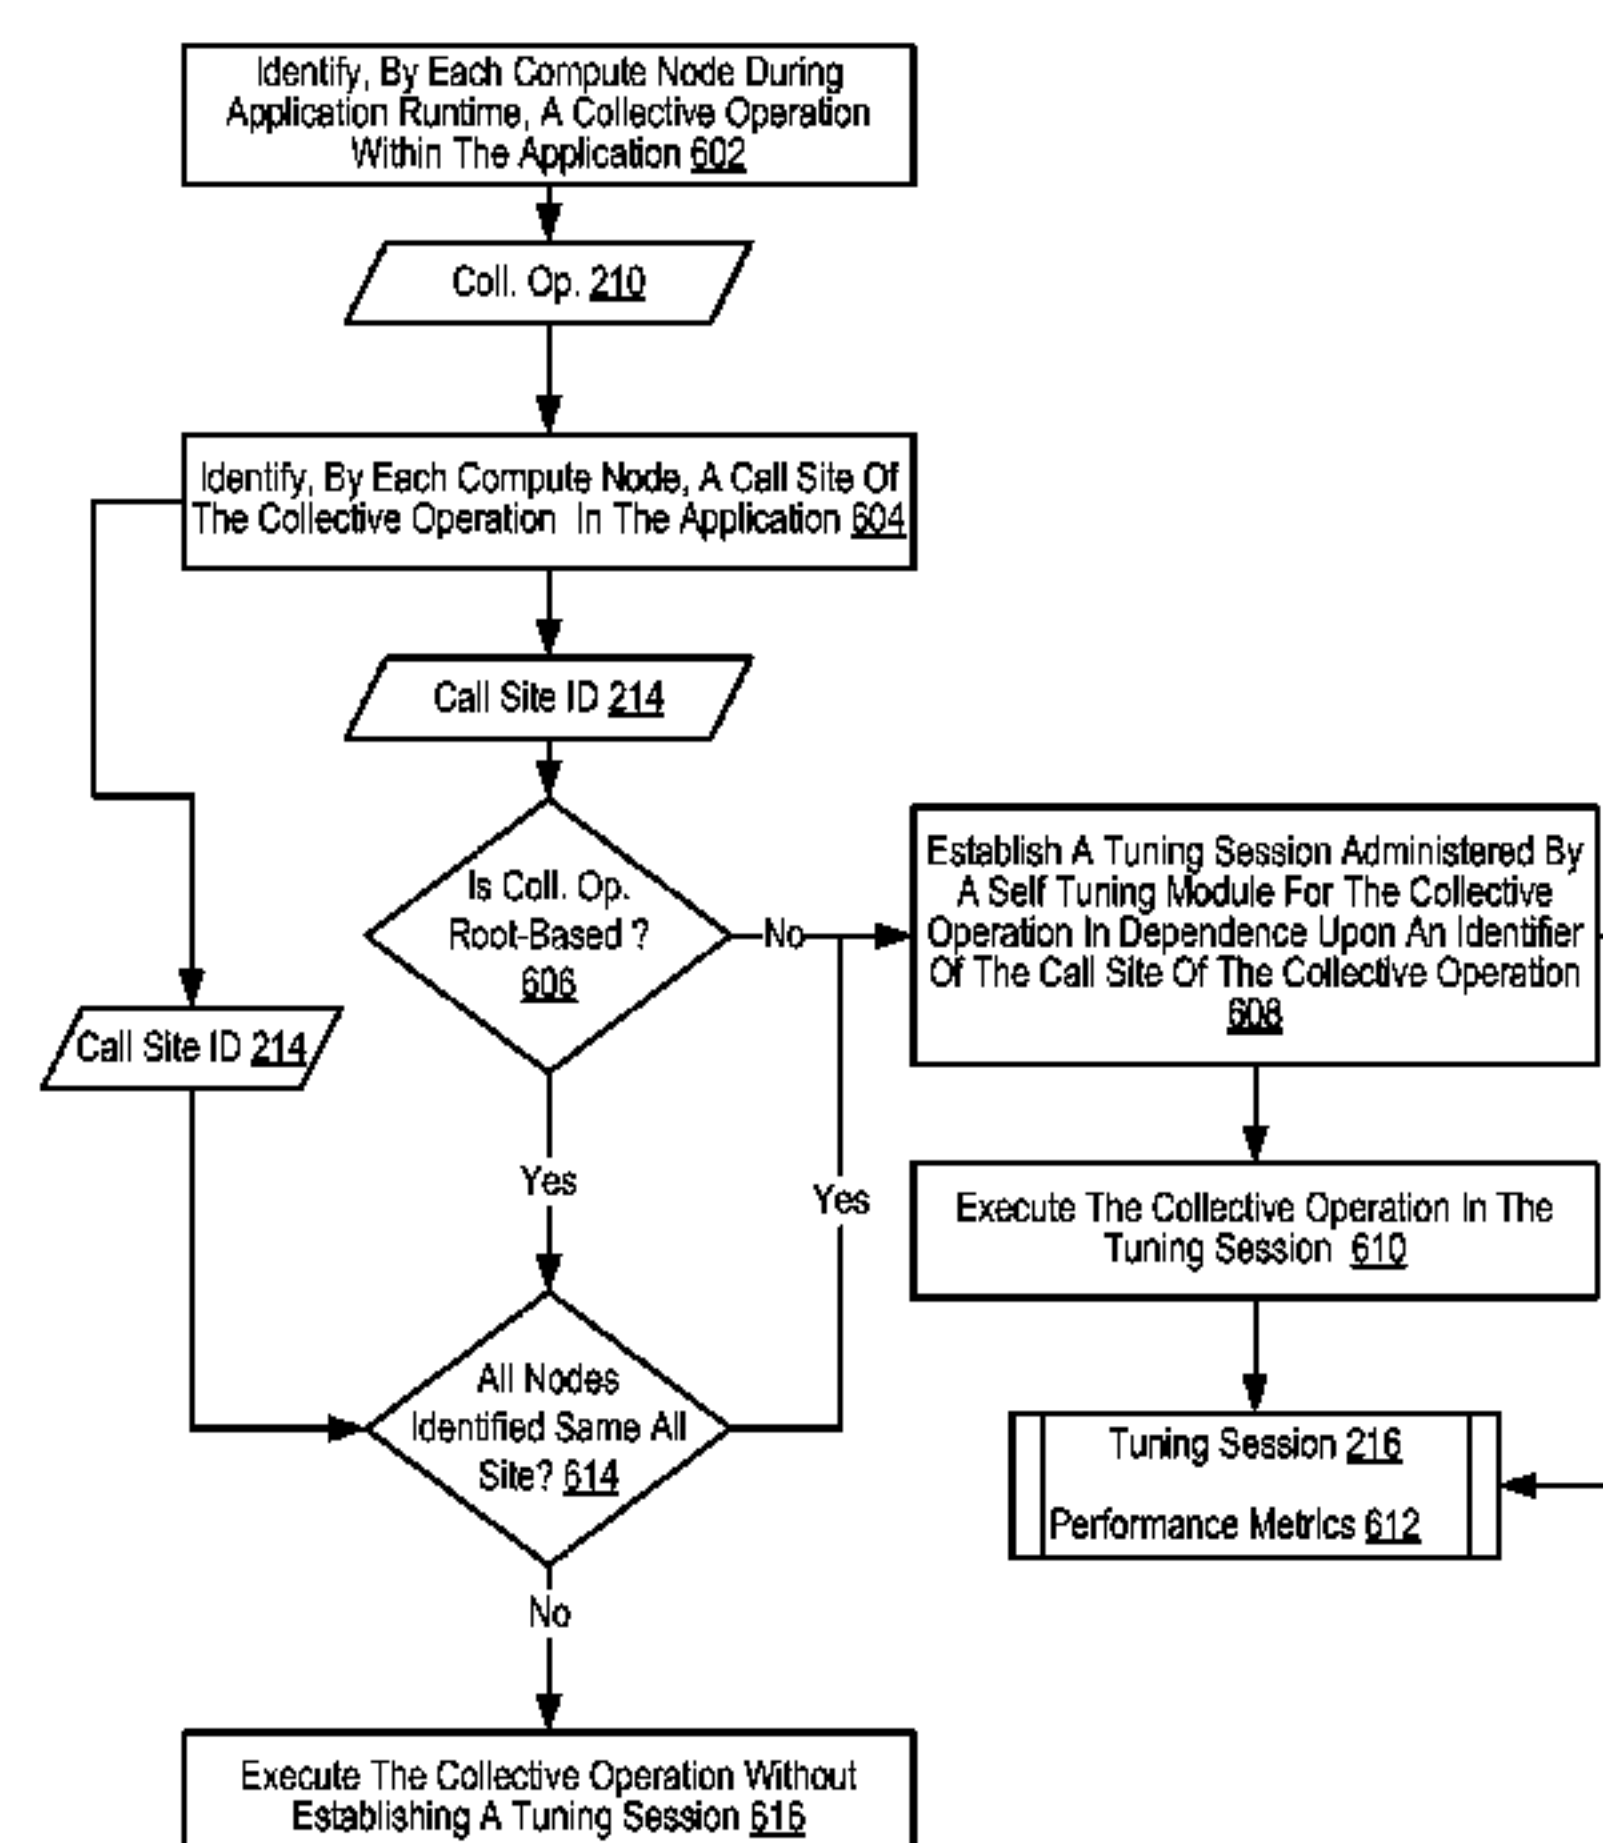 Identify, By Each Compute Node During
Application Runtime, A Collective Operation
Within The Application 602
Coll. Op. 210
Identify, By Each Compute Node, A Call Site Of
The Collective Operation In The Application 604
Call Site ID 214
Is Coll. Op.
Root-Based ?
606
No
Establish A Tuning Session Administered By
A Self Tuning Module For The Collective
Operation In Dependence Upon An Identifier
Of The Call Site Of The Collective Operation
608
Call Site ID 214
Yes
Yes
Execute The Collective Operation In The
Tuning Session 610
All Nodes
Identified Same All
Site? 614
Tuning Session 216
Performance Metrics 612
No
Execute The Collective Operation Without
Establishing A Tuning Session 616